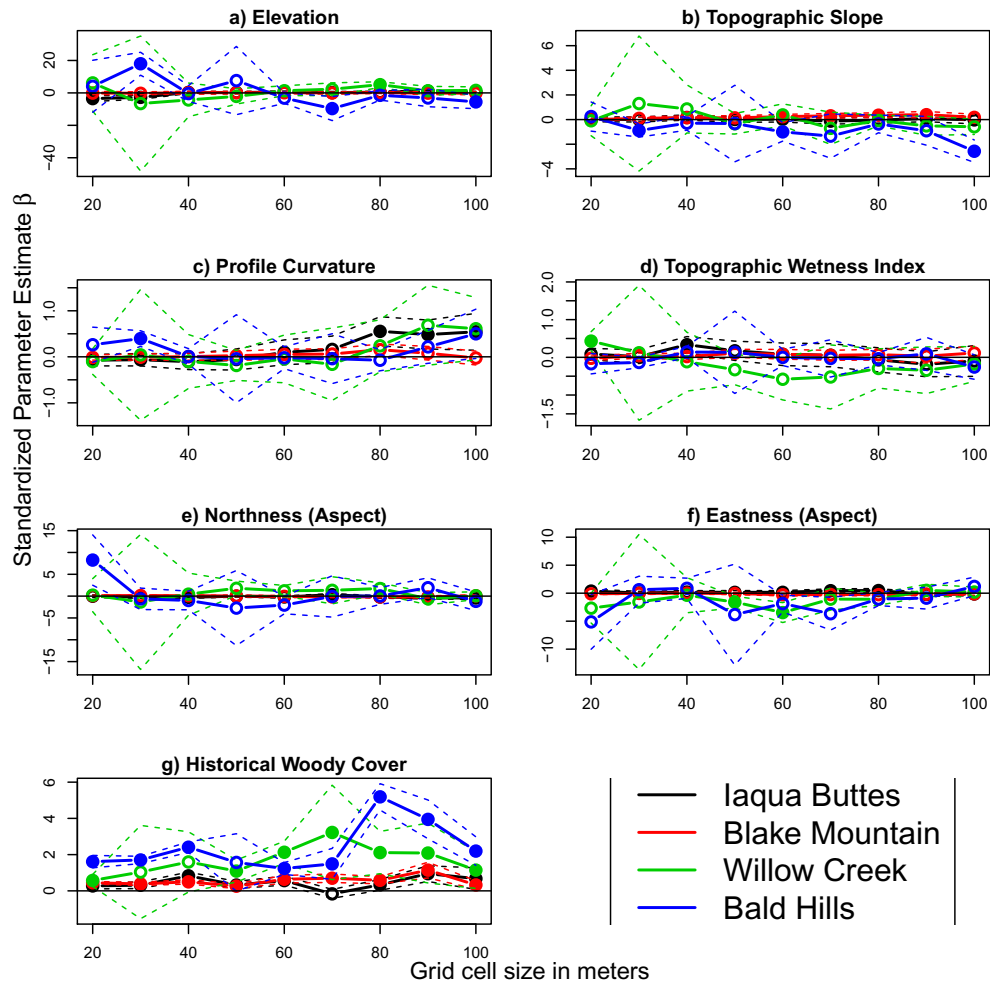 a) Elevation
20
0
−40
20 40 60 80 100
b) Topographic Slope
6
4
2
0
−4
20 40 60 80 100
c) Profile Curvature
1.0
0.0
−1.0
20 40 60 80 100
d) Topographic Wetness Index
2.0
1.0
0.0
−1.5
20 40 60 80 100
e) Northness (Aspect)
15
5
−5
−15
20 40 60 80 100
f) Eastness (Aspect)
10
5
0
−10
20 40 60 80 100
g) Historical Woody Cover
6
4
2
0
20 40 60 80 100
Iaqua Buttes
Blake Mountain
Willow Creek
Bald Hills
Standardized Parameter Estimate β
Grid cell size in meters